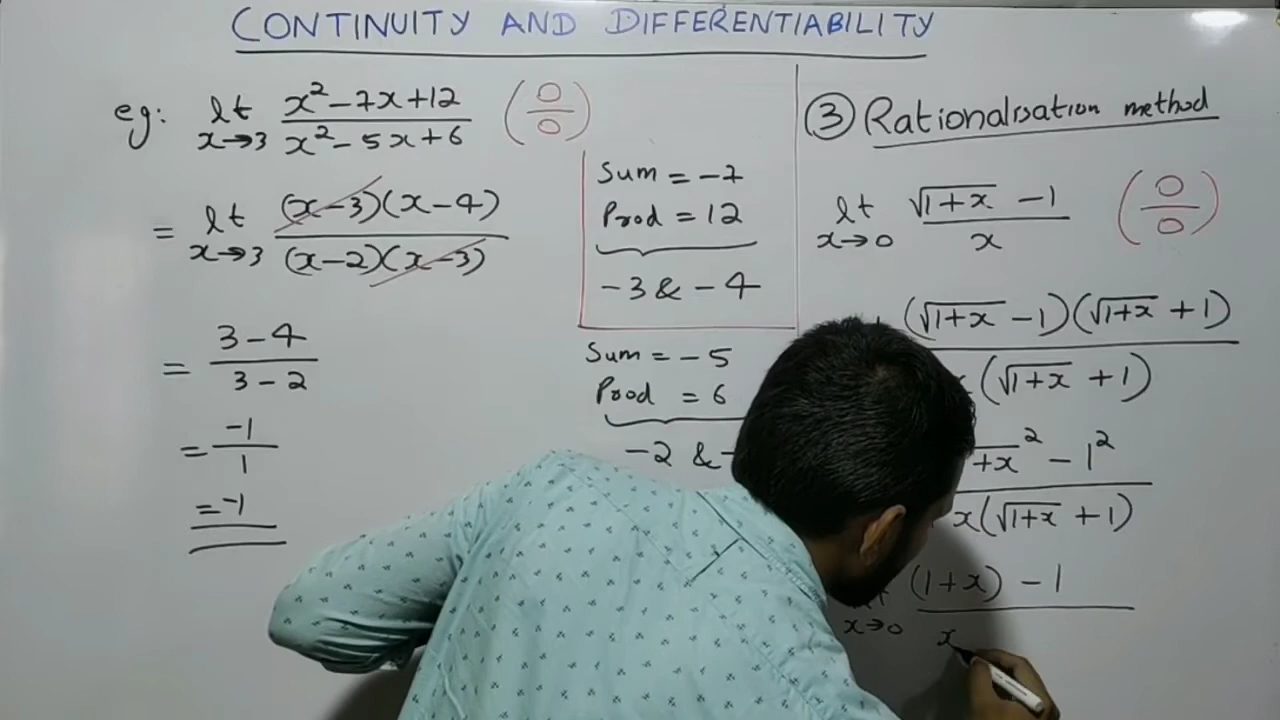 CONTINUITY AND DIFFERENTIABILITY
eg: lt x→3 x²-7x+12 / x²-5x+6 (0/0)
= lt x→3 (x-3)(x-4) / (x-2)(x-3)
= 3-4 / 3-2
= -1 / 1
= -1
Sum = -7
Prod = 12
-3 & -4
Sum = -5
Prod = 6
-2 &
③ Rationalisation method
lt x→0 √1+x -1 / x (0/0)
(√1+x -1)(√1+x +1) / (√1+x +1)
+x² - 1² / x(√1+x +1)
x→0 (1+x) -1 / x